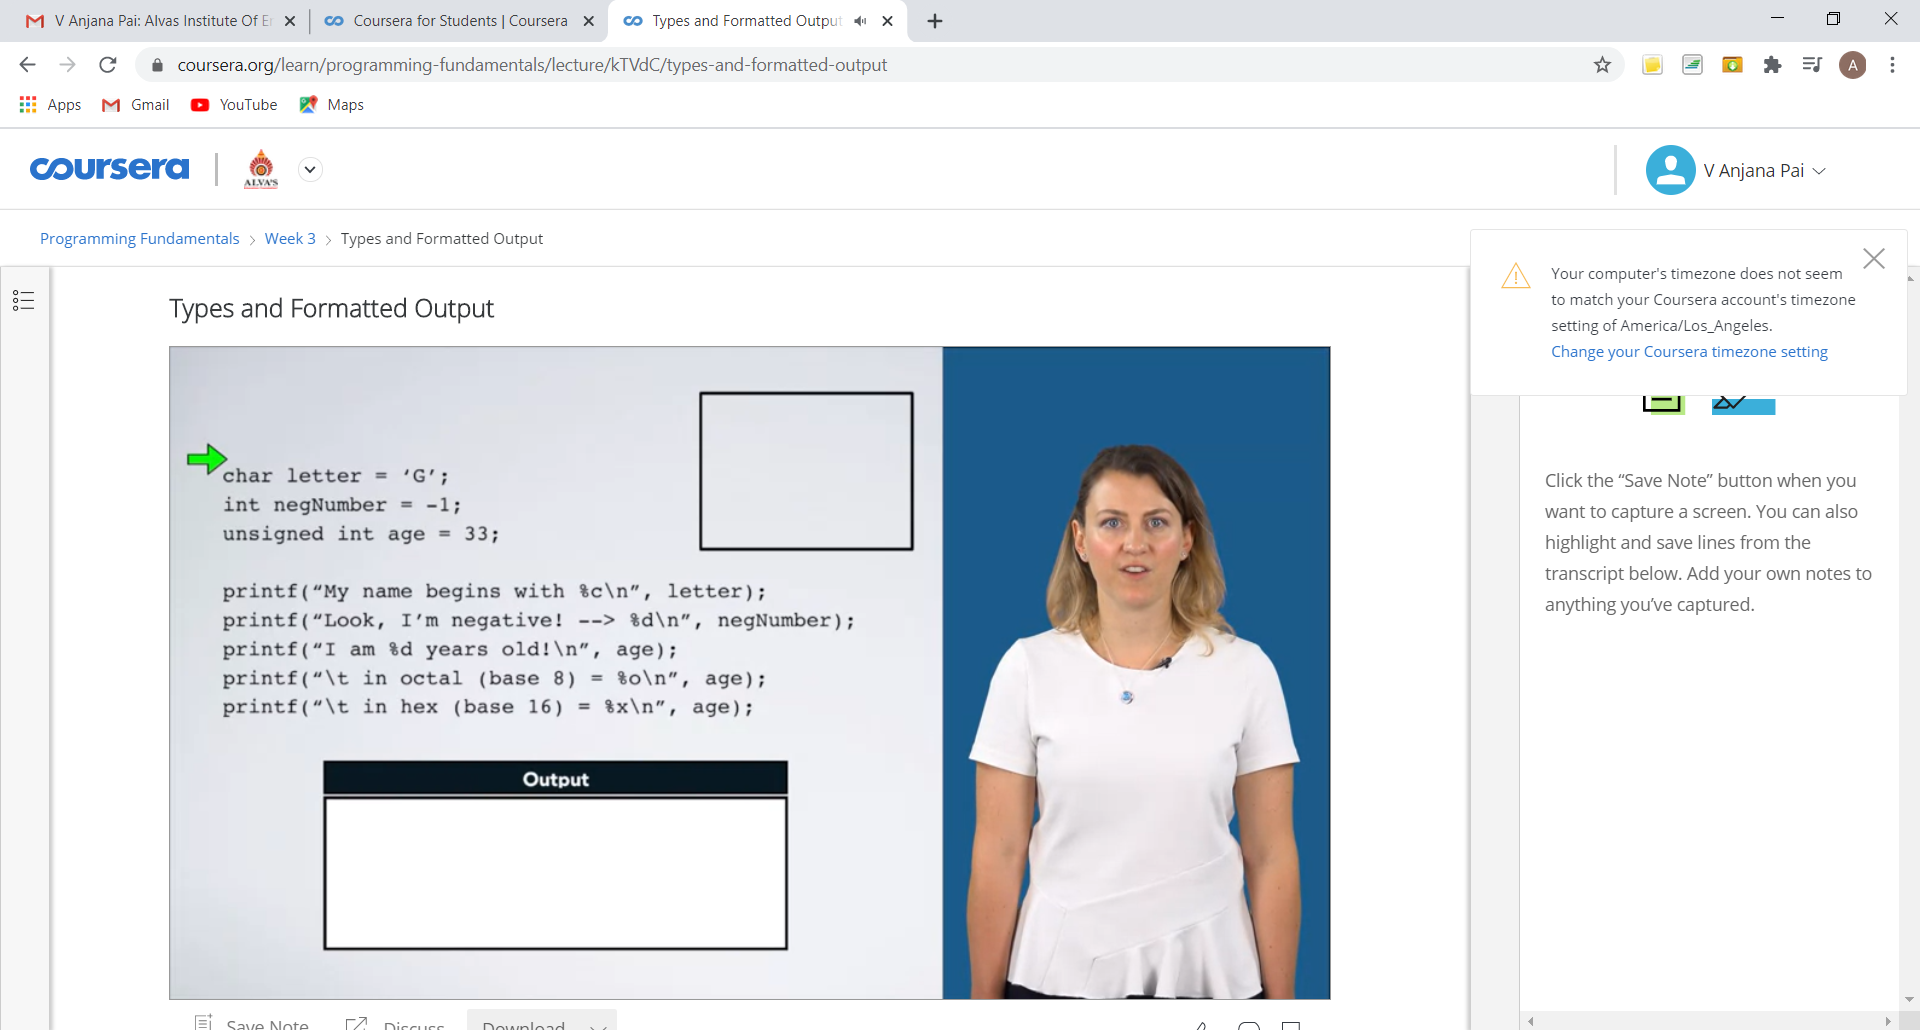 V Anjana Pai: Alvas Institute Of E
Coursera for Students | Coursera
Types and Formatted Output
coursera.org/learn/programming-fundamentals/lecture/kTVdC/types-and-formatted-output
A
Apps
Gmail
YouTube
Maps
coursera
ALVA'S
V Anjana Pai
Programming Fundamentals > Week 3 > Types and Formatted Output
Your computer's timezone does not seem
to match your Coursera account's timezone
setting of America/Los_Angeles.
Change your Coursera timezone setting
Types and Formatted Output
char letter = ‘G’;
int negNumber = -1;
unsigned int age = 33;
printf(“My name begins with %c\n”, letter);
printf(“Look, I’m negative! --> %d\n”, negNumber);
printf(“I am %d years old!\n”, age);
printf(“\t in octal (base 8) = %o\n”, age);
printf(“\t in hex (base 16) = %x\n”, age);
Output
Click the “Save Note” button when you
want to capture a screen. You can also
highlight and save lines from the
transcript below. Add your own notes to
anything you’ve captured.
Save Note
Discuss
Download